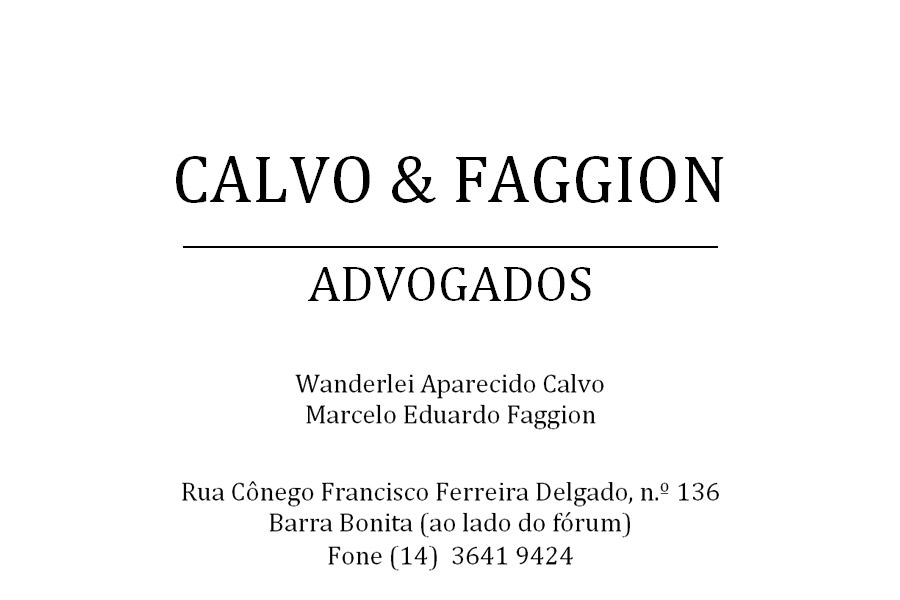 CALVO & FAGGION
ADVOGADOS
Wanderlei Aparecido Calvo
Marcelo Eduardo Faggion
Rua Cônego Francisco Ferreira Delgado, n.º 136
Barra Bonita (ao lado do fórum)
Fone (14)  3641 9424